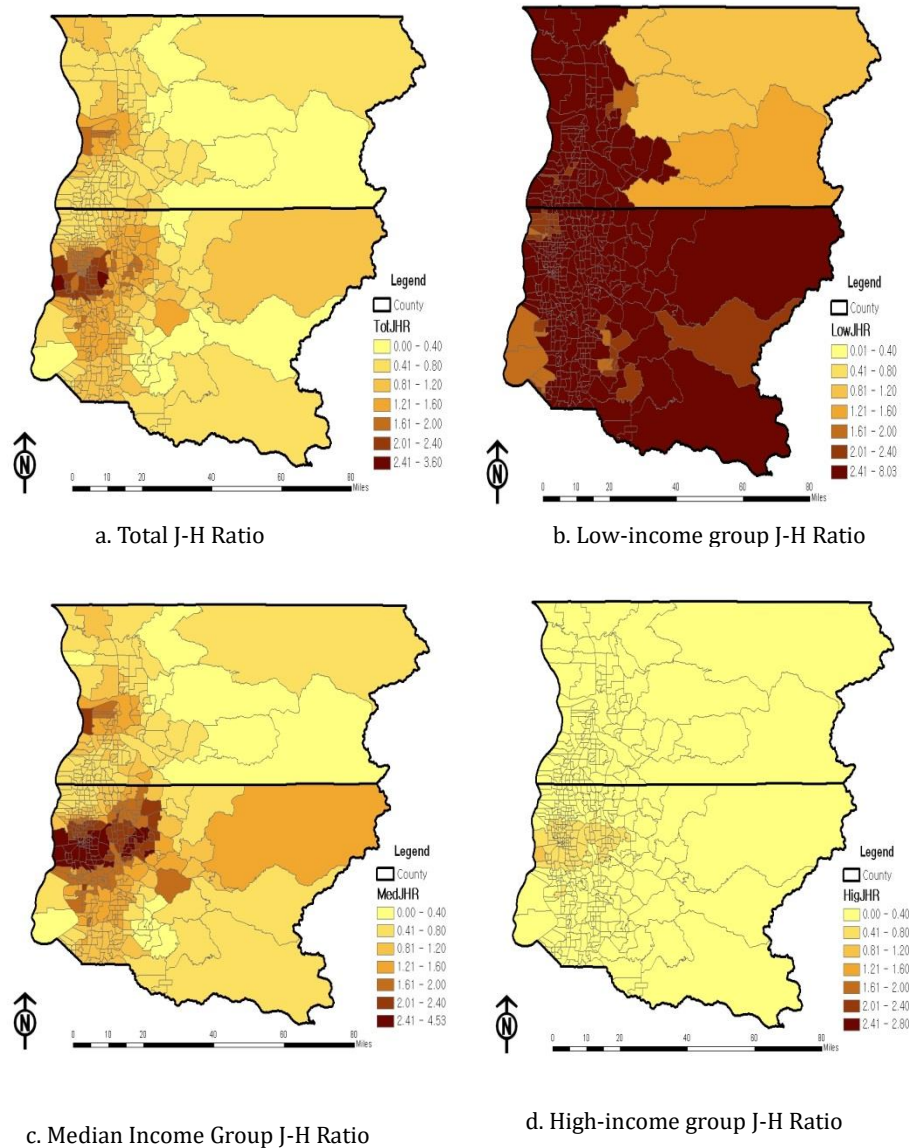 Legend
County
TotJHR
0.00 - 0.40
0.41 - 0.80
0.81 - 1.20
1.21 - 1.60
1.61 - 2.00
2.01 - 2.40
2.41 - 3.60
N
0 10 20 40 60 80
Miles
a. Total J-H Ratio
Legend
County
LowJHR
0.01 - 0.40
0.41 - 0.80
0.81 - 1.20
1.21 - 1.60
1.61 - 2.00
2.01 - 2.40
2.41 - 8.03
N
0 10 20 40 60 80
Miles
b. Low-income group J-H Ratio
Legend
County
MedJHR
0.00 - 0.40
0.41 - 0.80
0.81 - 1.20
1.21 - 1.60
1.61 - 2.00
2.01 - 2.40
2.41 - 4.53
N
0 10 20 40 60 80
Miles
c. Median Income Group J-H Ratio
Legend
County
HigJHR
0.00 - 0.40
0.41 - 0.80
0.81 - 1.20
1.21 - 1.60
1.61 - 2.00
2.01 - 2.40
2.41 - 2.80
N
0 10 20 40 60 80
Miles
d. High-income group J-H Ratio